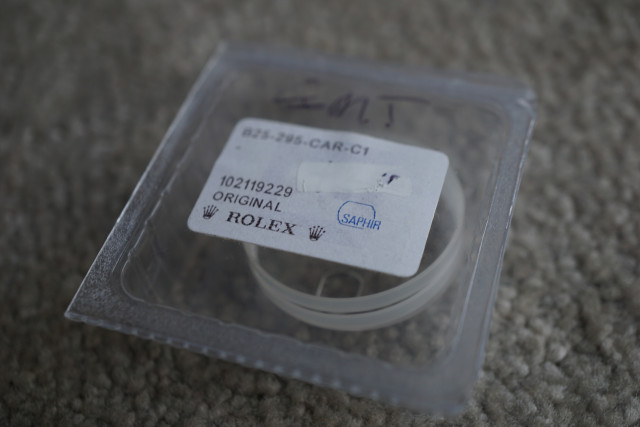 B25-295-CAR-C1
102119229
ORIGINAL
ROLEX
SAPHIR